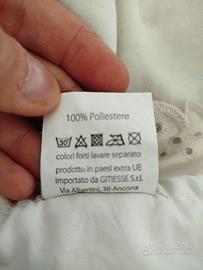 100% Poliestere
30
colori forti lavare separato
prodotto in paesi extra UE
importato da GITIESSE S.r.l.
Via Albertini, 36 Ancona
subito